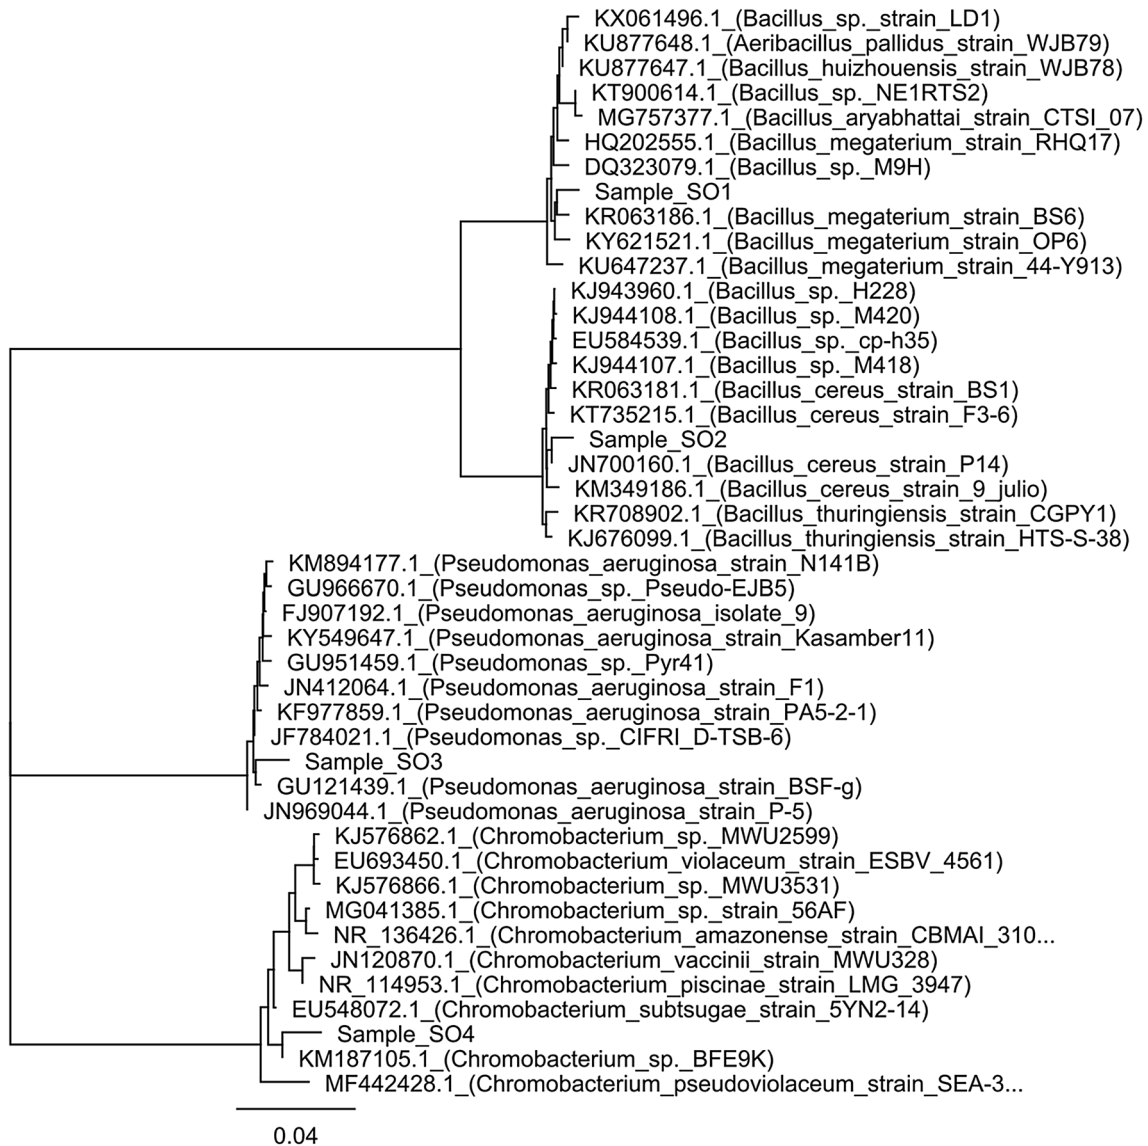 KX061496.1_(Bacillus_sp._strain_LD1)
KU877648.1_(Aeribacillus_pallidus_strain_WJB79)
KU877647.1_(Bacillus_huizhouensis_strain_WJB78)
KT900614.1_(Bacillus_sp._NE1RTS2)
MG757377.1_(Bacillus_aryabhattai_strain_CTSI_07)
HQ202555.1_(Bacillus_megaterium_strain_RHQ17)
DQ323079.1_(Bacillus_sp._M9H)
Sample_SO1
KR063186.1_(Bacillus_megaterium_strain_BS6)
KY621521.1_(Bacillus_megaterium_strain_OP6)
KU647237.1_(Bacillus_megaterium_strain_44-Y913)
KJ943960.1_(Bacillus_sp._H228)
KJ944108.1_(Bacillus_sp._M420)
EU584539.1_(Bacillus_sp._cp-h35)
KJ944107.1_(Bacillus_sp._M418)
KR063181.1_(Bacillus_cereus_strain_BS1)
KT735215.1_(Bacillus_cereus_strain_F3-6)
Sample_SO2
JN700160.1_(Bacillus_cereus_strain_P14)
KM349186.1_(Bacillus_cereus_strain_9_julio)
KR708902.1_(Bacillus_thuringiensis_strain_CGPY1)
KJ676099.1_(Bacillus_thuringiensis_strain_HTS-S-38)
KM894177.1_(Pseudomonas_aeruginosa_strain_N141B)
GU966670.1_(Pseudomonas_sp._Pseudo-EJB5)
FJ907192.1_(Pseudomonas_aeruginosa_isolate_9)
KY549647.1_(Pseudomonas_aeruginosa_strain_Kasamber11)
GU951459.1_(Pseudomonas_sp._Pyr41)
JN412064.1_(Pseudomonas_aeruginosa_strain_F1)
KF977859.1_(Pseudomonas_aeruginosa_strain_PA5-2-1)
JF784021.1_(Pseudomonas_sp._CIFRI_D-TSB-6)
Sample_SO3
GU121439.1_(Pseudomonas_aeruginosa_strain_BSF-g)
JN969044.1_(Pseudomonas_aeruginosa_strain_P-5)
KJ576862.1_(Chromobacterium_sp._MWU2599)
EU693450.1_(Chromobacterium_violaceum_strain_ESBV_4561)
KJ576866.1_(Chromobacterium_sp._MWU3531)
MG041385.1_(Chromobacterium_sp._strain_56AF)
NR_136426.1_(Chromobacterium_amazonense_strain_CBMAI_310...
JN120870.1_(Chromobacterium_vaccinii_strain_MWU328)
NR_114953.1_(Chromobacterium_piscinae_strain_LMG_3947)
EU548072.1_(Chromobacterium_subtsugae_strain_5YN2-14)
Sample_SO4
KM187105.1_(Chromobacterium_sp._BFE9K)
MF442428.1_(Chromobacterium_pseudoviolaceum_strain_SEA-3...
0.04